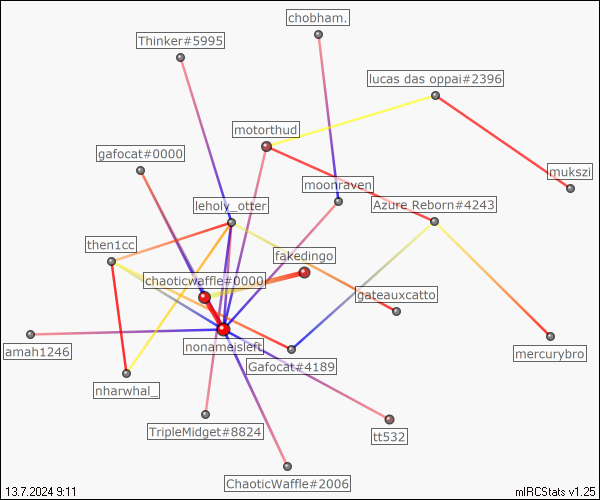 chobham.
Thinker#5995
lucas das oppai#2396
motorthud
gafocat#0000
mukszi
moonraven
leholy_otter
Azure Reborn#4243
then1cc
fakedingo
chaoticwaffle#0000
gateauxcatto
nonameisleft
amah1246
mercurybro
Gafocat#4189
nharwhal_
TripleMidget#8824
tt532
ChaoticWaffle#2006
13.7.2024 9:11
mIRCStats v1.25